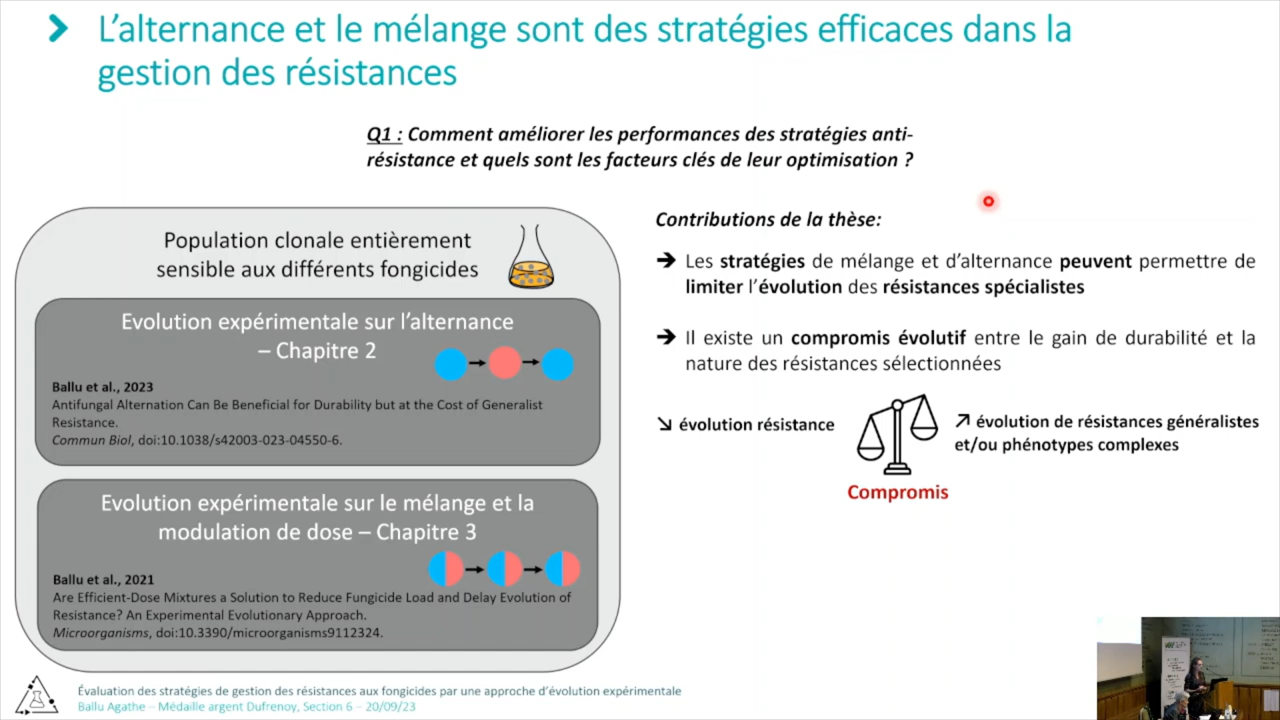 L'alternance et le mélange sont des stratégies efficaces dans la
gestion des résistances
Q1 : Comment améliorer les performances des stratégies anti-
résistance et quels sont les facteurs clés de leur optimisation ?
Population clonale entièrement
sensible aux différents fongicides
Evolution expérimentale sur l'alternance
– Chapitre 2
Ballu et al., 2023
Antifungal Alternation Can Be Beneficial for Durability but at the Cost of Generalist
Resistance.
Commun Biol, doi:10.1038/s42003-023-04550-6.
Evolution expérimentale sur le mélange et la
modulation de dose – Chapitre 3
Ballu et al., 2021
Are Efficient-Dose Mixtures a Solution to Reduce Fungicide Load and Delay Evolution of
Resistance? An Experimental Evolutionary Approach.
Microorganisms, doi:10.3390/microorganisms9112324.
Contributions de la thèse:
➔ Les stratégies de mélange et d'alternance peuvent permettre de
limiter l'évolution des résistances spécialistes
➔ Il existe un compromis évolutif entre le gain de durabilité et la
nature des résistances sélectionnées
↘ évolution résistance
↗ évolution de résistances généralistes
et/ou phénotypes complexes
Compromis
Évaluation des stratégies de gestion des résistances aux fongicides par une approche d'évolution expérimentale
Ballu Agathe – Médaille argent Dufrenoy, Section 6 – 20/09/23